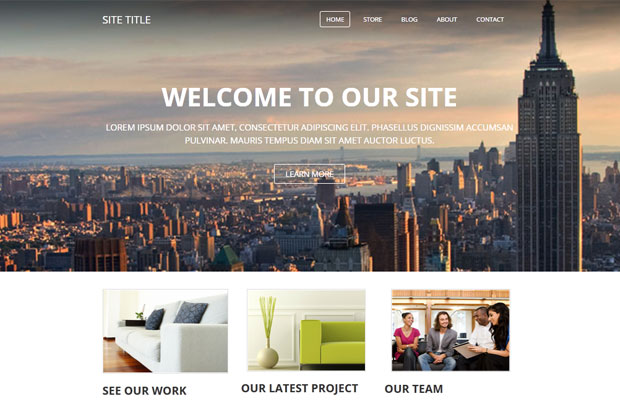 SITE TITLE
HOME STORE BLOG ABOUT CONTACT
WELCOME TO OUR SITE
LOREM IPSUM DOLOR SIT AMET, CONSECTETUR ADIPISCING ELIT. PHASELLUS DIGNISSIM ACCUMSAN
PULVINAR. MAURIS TEMPUS DIAM SIT AMET AUCTOR LUCTUS.
LEARN MORE
SEE OUR WORK
OUR LATEST PROJECT
OUR TEAM